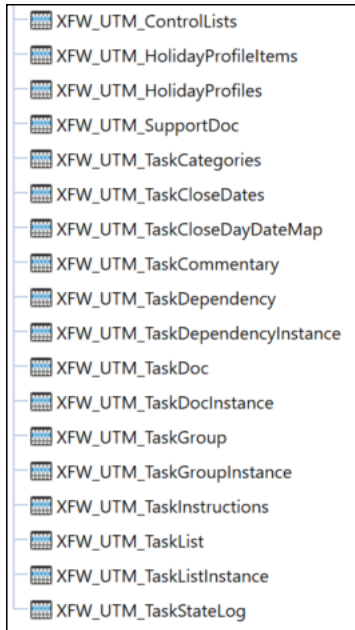 XFW_UTM_ControlLists
XFW_UTM_HolidayProfileItems
XFW_UTM_HolidayProfiles
XFW_UTM_SupportDoc
XFW_UTM_TaskCategories
XFW_UTM_TaskCloseDates
XFW_UTM_TaskCloseDayDateMap
XFW_UTM_TaskCommentary
XFW_UTM_TaskDependency
XFW_UTM_TaskDependencyInstance
XFW_UTM_TaskDoc
XFW_UTM_TaskDocInstance
XFW_UTM_TaskGroup
XFW_UTM_TaskGroupInstance
XFW_UTM_TaskInstructions
XFW_UTM_TaskList
XFW_UTM_TaskListInstance
XFW_UTM_TaskStateLog